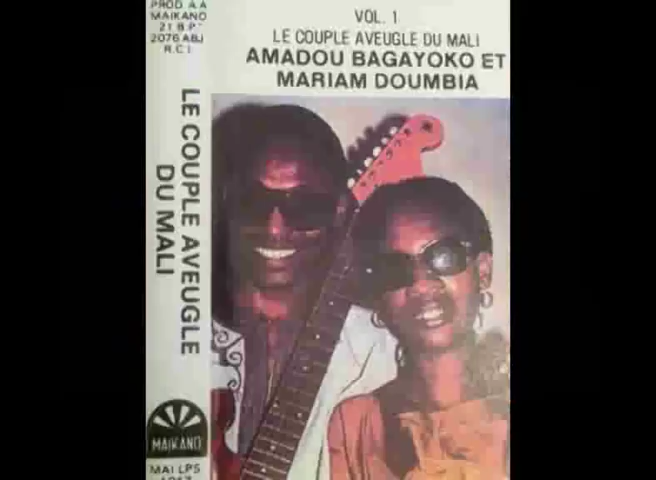 PROD. A.A
MAIKANO
21 B.P.
2076 ABJ
R.C.I.
LE COUPLE AVEUGLE
DU MALI
MAIKANO
MAI LPS
VOL. 1
LE COUPLE AVEUGLE DU MALI
AMADOU BAGAYOKO ET
MARIAM DOUMBIA